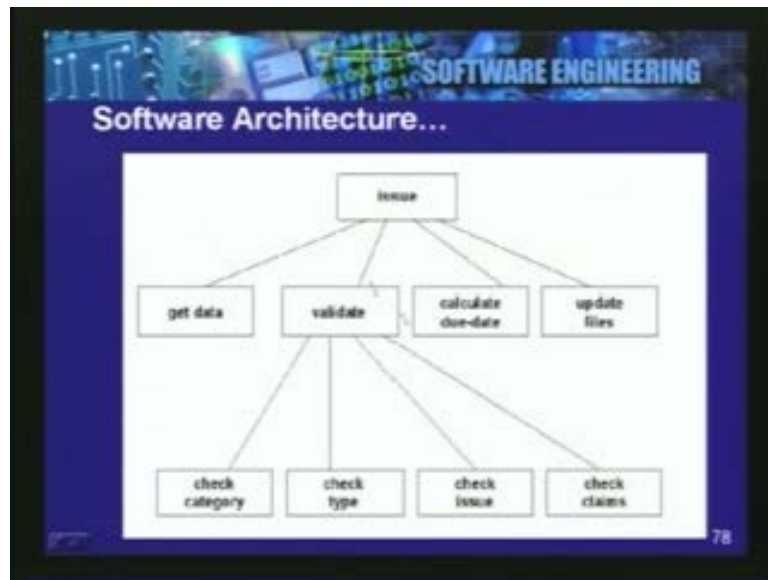 SOFTWARE ENGINEERING
Software Architecture...
issue
get data
validate
calculate
due-date
update
files
check
category
check
type
check
issue
check
claims
78